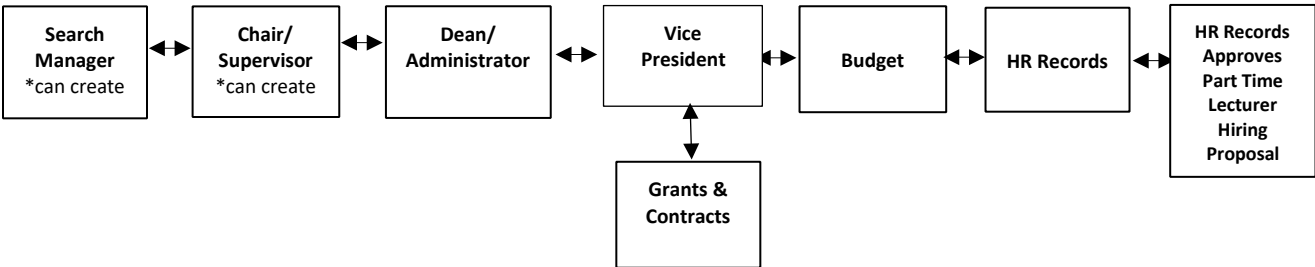 Search
Manager
*can create
Chair/
Supervisor
*can create
Dean/
Administrator
Vice
President
Budget
HR Records
HR Records
Approves
Part Time
Lecturer
Hiring
Proposal
Grants &
Contracts